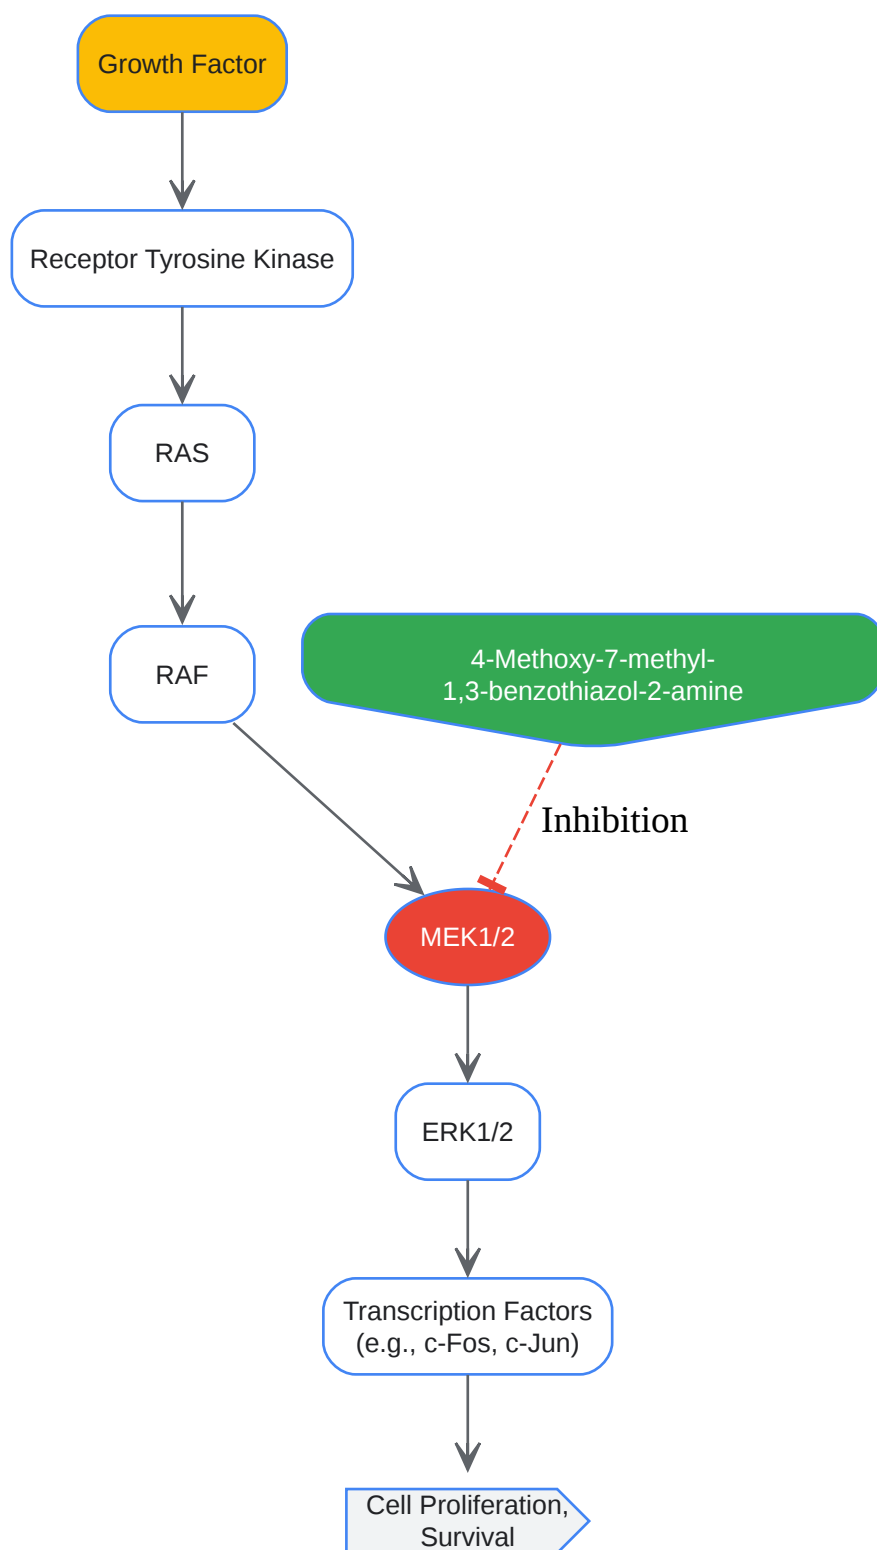 Growth Factor
Receptor Tyrosine Kinase
RAS
RAF
4-Methoxy-7-methyl-
1,3-benzothiazol-2-amine
Inhibition
MEK1/2
ERK1/2
Transcription Factors
(e.g., c-Fos, c-Jun)
Cell Proliferation,
Survival